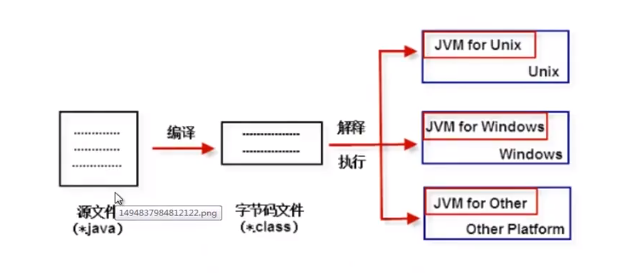 JVM for Unix
Unix
编译
解释
执行
JVM for Windows
Windows
源文件
(*.java)
1494837984812122.png
字节码文件
(*.class)
JVM for Other
Other Platform